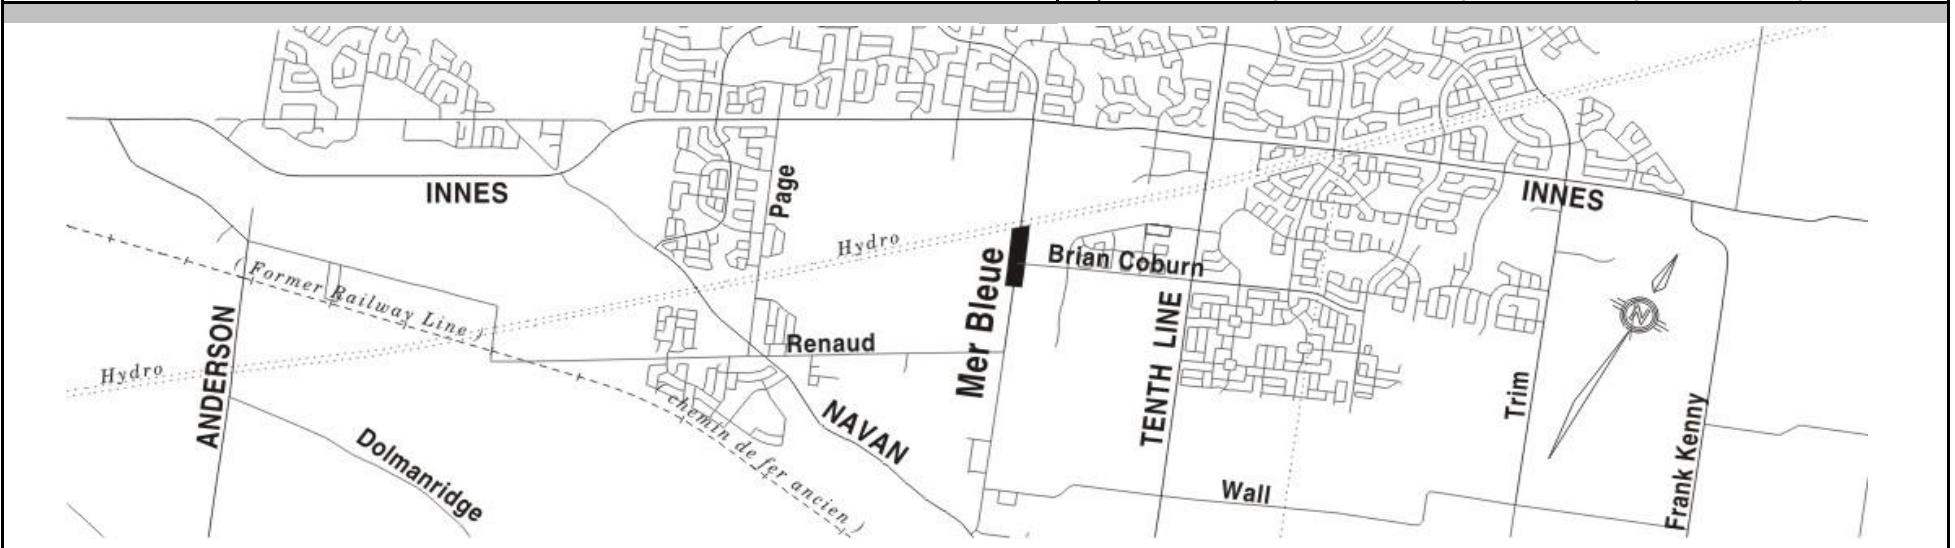 INNES
Page
INNES
Hydro
Brian Coburn
( Former Railway Line )
Mer Bleue
TENTH LINE
Renaud
Hydro
ANDERSON
NAVAN
Trim
Frank Kenny
( chemin de fer ancien )
Dolmanridge
Wall
N